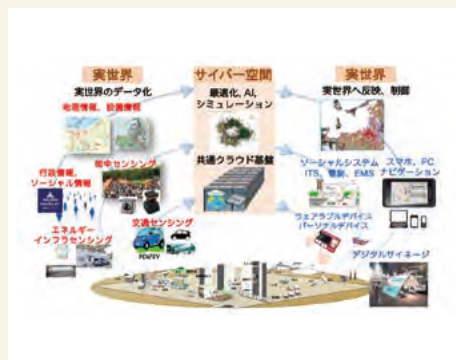 実世界
サイバー空間
実世界
実世界のデータ化
最適化, AI,
シミュレーション
実世界へ反映、制御
地理情報、設備情報
共通クラウド基盤
街中センシング
行政情報,
ソーシャル情報
交通センシング
エネルギー
インフラセンシング
ソーシャルシステム
ITS, 電動, EMS
スマホ, PC
ナビゲーション
ウェアラブルデバイス
パーソナルデバイス
デジタルサイネージ